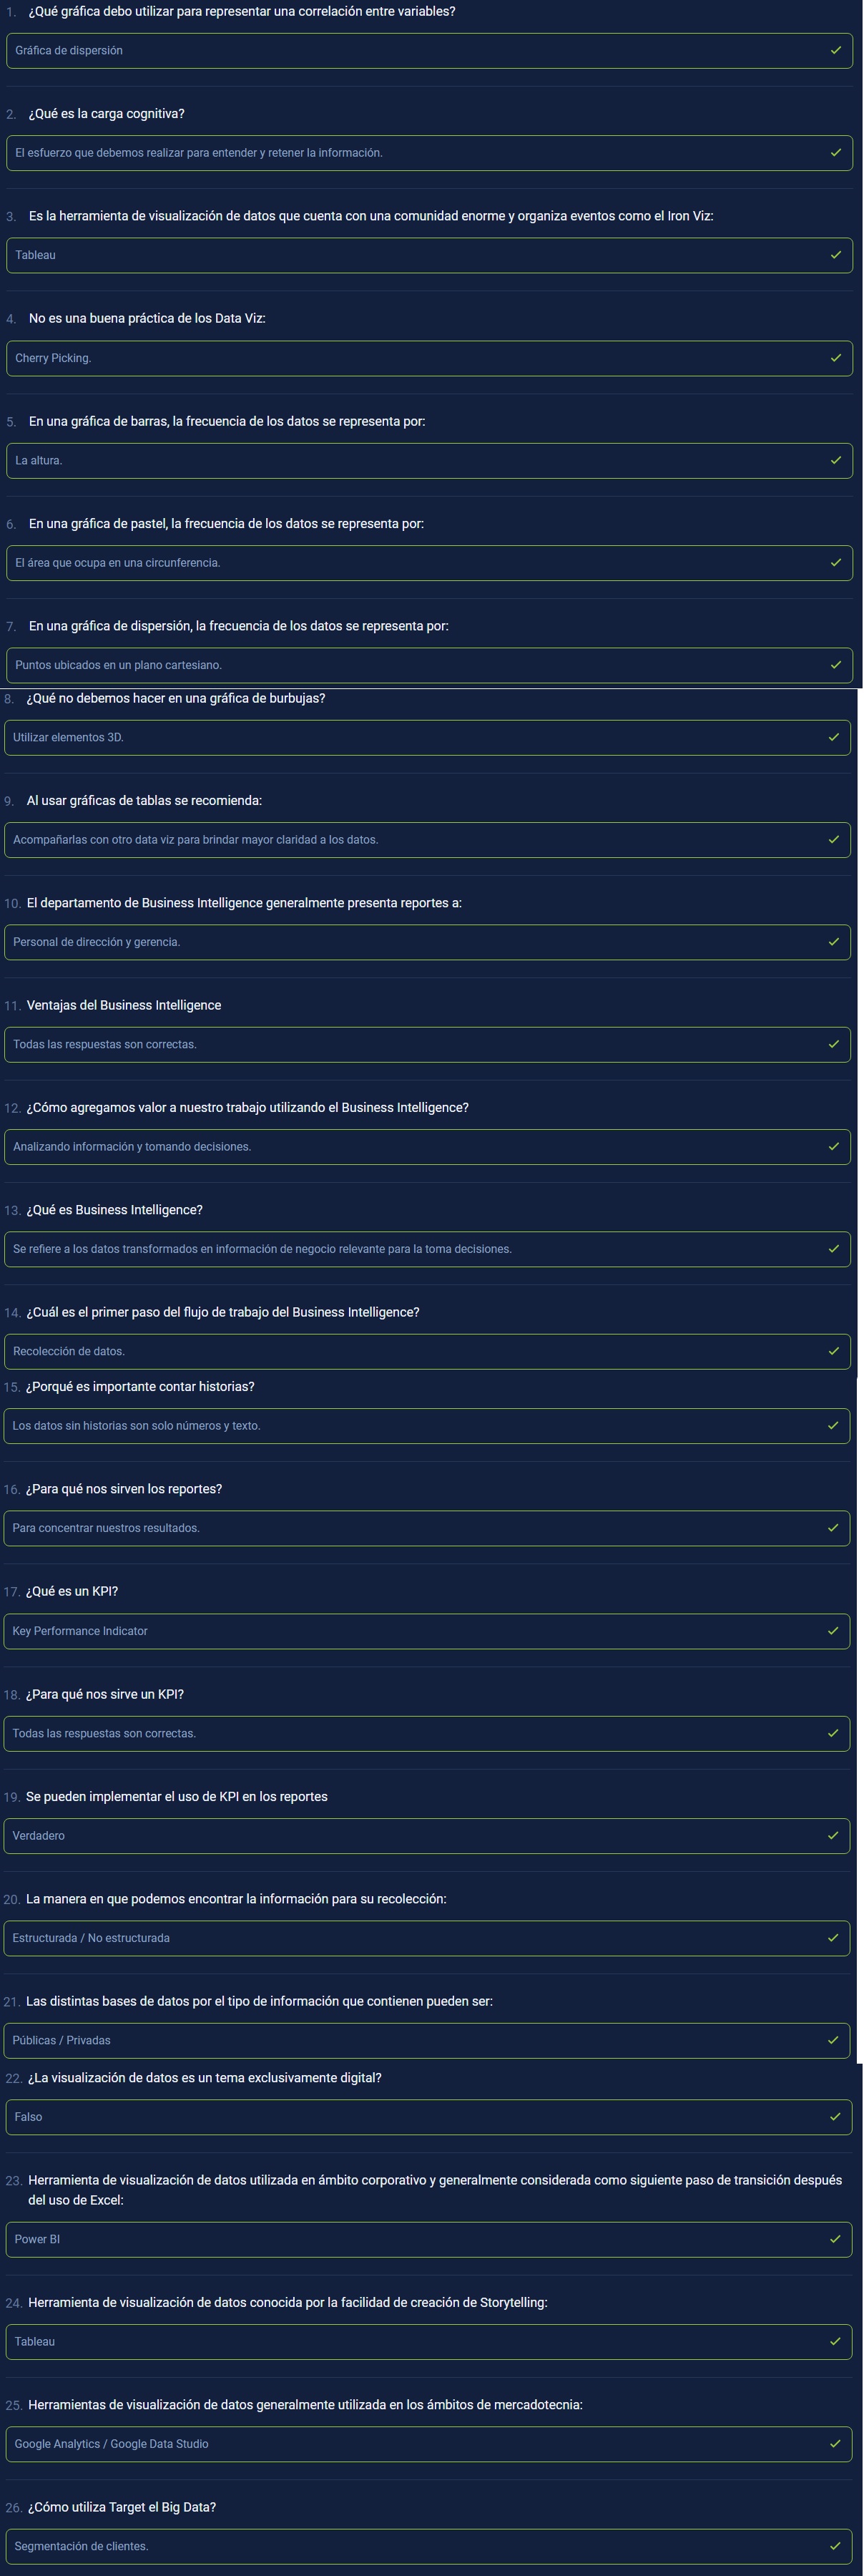 1. ¿Qué gráfica debo utilizar para representar una correlación entre variables?
Gráfica de dispersión
2. ¿Qué es la carga cognitiva?
El esfuerzo que debemos realizar para entender y retener la información.
3. Es la herramienta de visualización de datos que cuenta con una comunidad enorme y organiza eventos como el Iron Viz:
Tableau
4. No es una buena práctica de los Data Viz:
Cherry Picking.
5. En una gráfica de barras, la frecuencia de los datos se representa por:
La altura.
6. En una gráfica de pastel, la frecuencia de los datos se representa por:
El área que ocupa en una circunferencia.
7. En una gráfica de dispersión, la frecuencia de los datos se representa por:
Puntos ubicados en un plano cartesiano.
8. ¿Qué no debemos hacer en una gráfica de burbujas?
Utilizar elementos 3D.
9. Al usar gráficas de tablas se recomienda:
Acompañarlas con otro data viz para brindar mayor claridad a los datos.
10. El departamento de Business Intelligence generalmente presenta reportes a:
Personal de dirección y gerencia.
11. Ventajas del Business Intelligence
Todas las respuestas son correctas.
12. ¿Cómo agregamos valor a nuestro trabajo utilizando el Business Intelligence?
Analizando información y tomando decisiones.
13. ¿Qué es Business Intelligence?
Se refiere a los datos transformados en información de negocio relevante para la toma decisiones.
14. ¿Cuál es el primer paso del flujo de trabajo del Business Intelligence?
Recolección de datos.
15. ¿Porqué es importante contar historias?
Los datos sin historias son solo números y texto.
16. ¿Para qué nos sirven los reportes?
Para concentrar nuestros resultados.
17. ¿Qué es un KPI?
Key Performance Indicator
18. ¿Para qué nos sirve un KPI?
Todas las respuestas son correctas.
19. Se pueden implementar el uso de KPI en los reportes
Verdadero
20. La manera en que podemos encontrar la información para su recolección:
Estructurada / No estructurada
21. Las distintas bases de datos por el tipo de información que contienen pueden ser:
Públicas / Privadas
22. ¿La visualización de datos es un tema exclusivamente digital?
Falso
23. Herramienta de visualización de datos utilizada en ámbito corporativo y generalmente considerada como siguiente paso de transición después
del uso de Excel:
Power BI
24. Herramienta de visualización de datos conocida por la facilidad de creación de Storytelling:
Tableau
25. Herramientas de visualización de datos generalmente utilizada en los ámbitos de mercadotecnia:
Google Analytics / Google Data Studio
26. ¿Cómo utiliza Target el Big Data?
Segmentación de clientes.